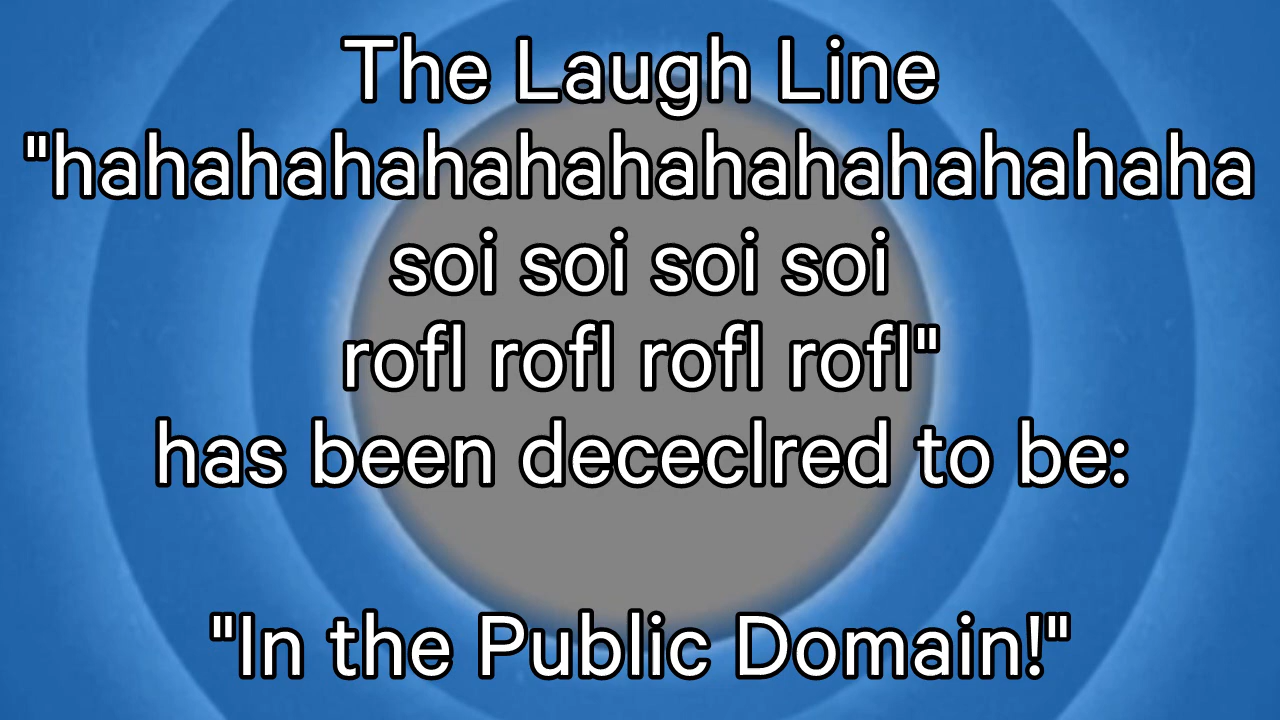 The Laugh Line
"hahahahahahahahahahahahaha
soi soi soi soi
rofl rofl rofl rofl"
has been dececlred to be:
"In the Public Domain!"